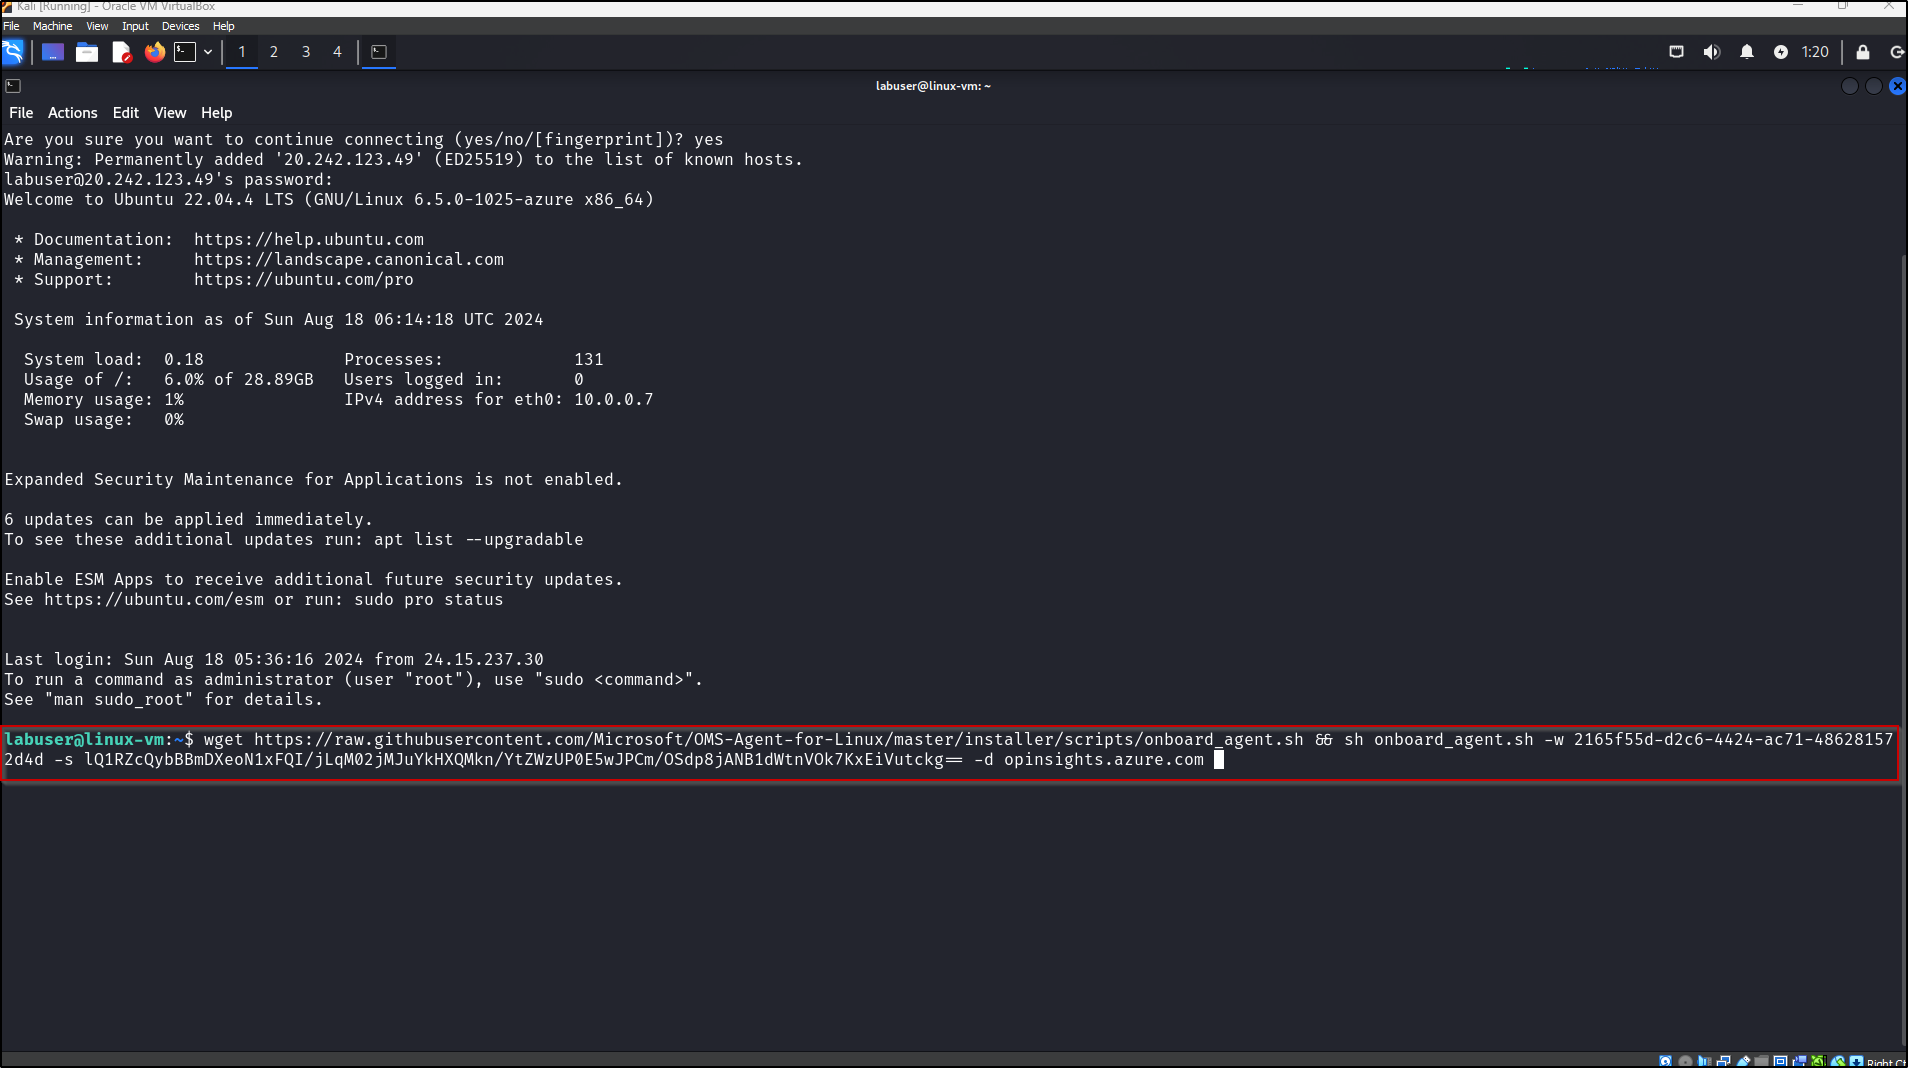 Kali [Running] - Oracle VM VirtualBox
File Machine View Input Devices Help
1 2 3 4 1:20
labuser@linux-vm: ~
File Actions Edit View Help
Are you sure you want to continue connecting (yes/no/[fingerprint])? yes
Warning: Permanently added '20.242.123.49' (ED25519) to the list of known hosts.
labuser@20.242.123.49's password:
Welcome to Ubuntu 22.04.4 LTS (GNU/Linux 6.5.0-1025-azure x86_64)
* Documentation: https://help.ubuntu.com
* Management: https://landscape.canonical.com
* Support: https://ubuntu.com/pro
System information as of Sun Aug 18 06:14:18 UTC 2024
System load: 0.18 Processes: 131
Usage of /: 6.0% of 28.89GB Users logged in: 0
Memory usage: 1% IPv4 address for eth0: 10.0.0.7
Swap usage: 0%
Expanded Security Maintenance for Applications is not enabled.
6 updates can be applied immediately.
To see these additional updates run: apt list --upgradable
Enable ESM Apps to receive additional future security updates.
See https://ubuntu.com/esm or run: sudo pro status
Last login: Sun Aug 18 05:36:16 2024 from 24.15.237.30
To run a command as administrator (user "root"), use "sudo <command>".
See "man sudo_root" for details.
labuser@linux-vm:~$ wget https://raw.githubusercontent.com/Microsoft/OMS-Agent-for-Linux/master/installer/scripts/onboard_agent.sh && sh onboard_agent.sh -w 2165f55d-d2c6-4424-ac71-48628157
2d4d -s lQ1RZcQybBBmDXeoN1xFQI/jLqM02jMJuYkHXQMkn/YtZWzUP0E5wJPCm/OSdp8jANB1dWtnVOk7KxEiVutckg== -d opinsights.azure.com
Right Ct